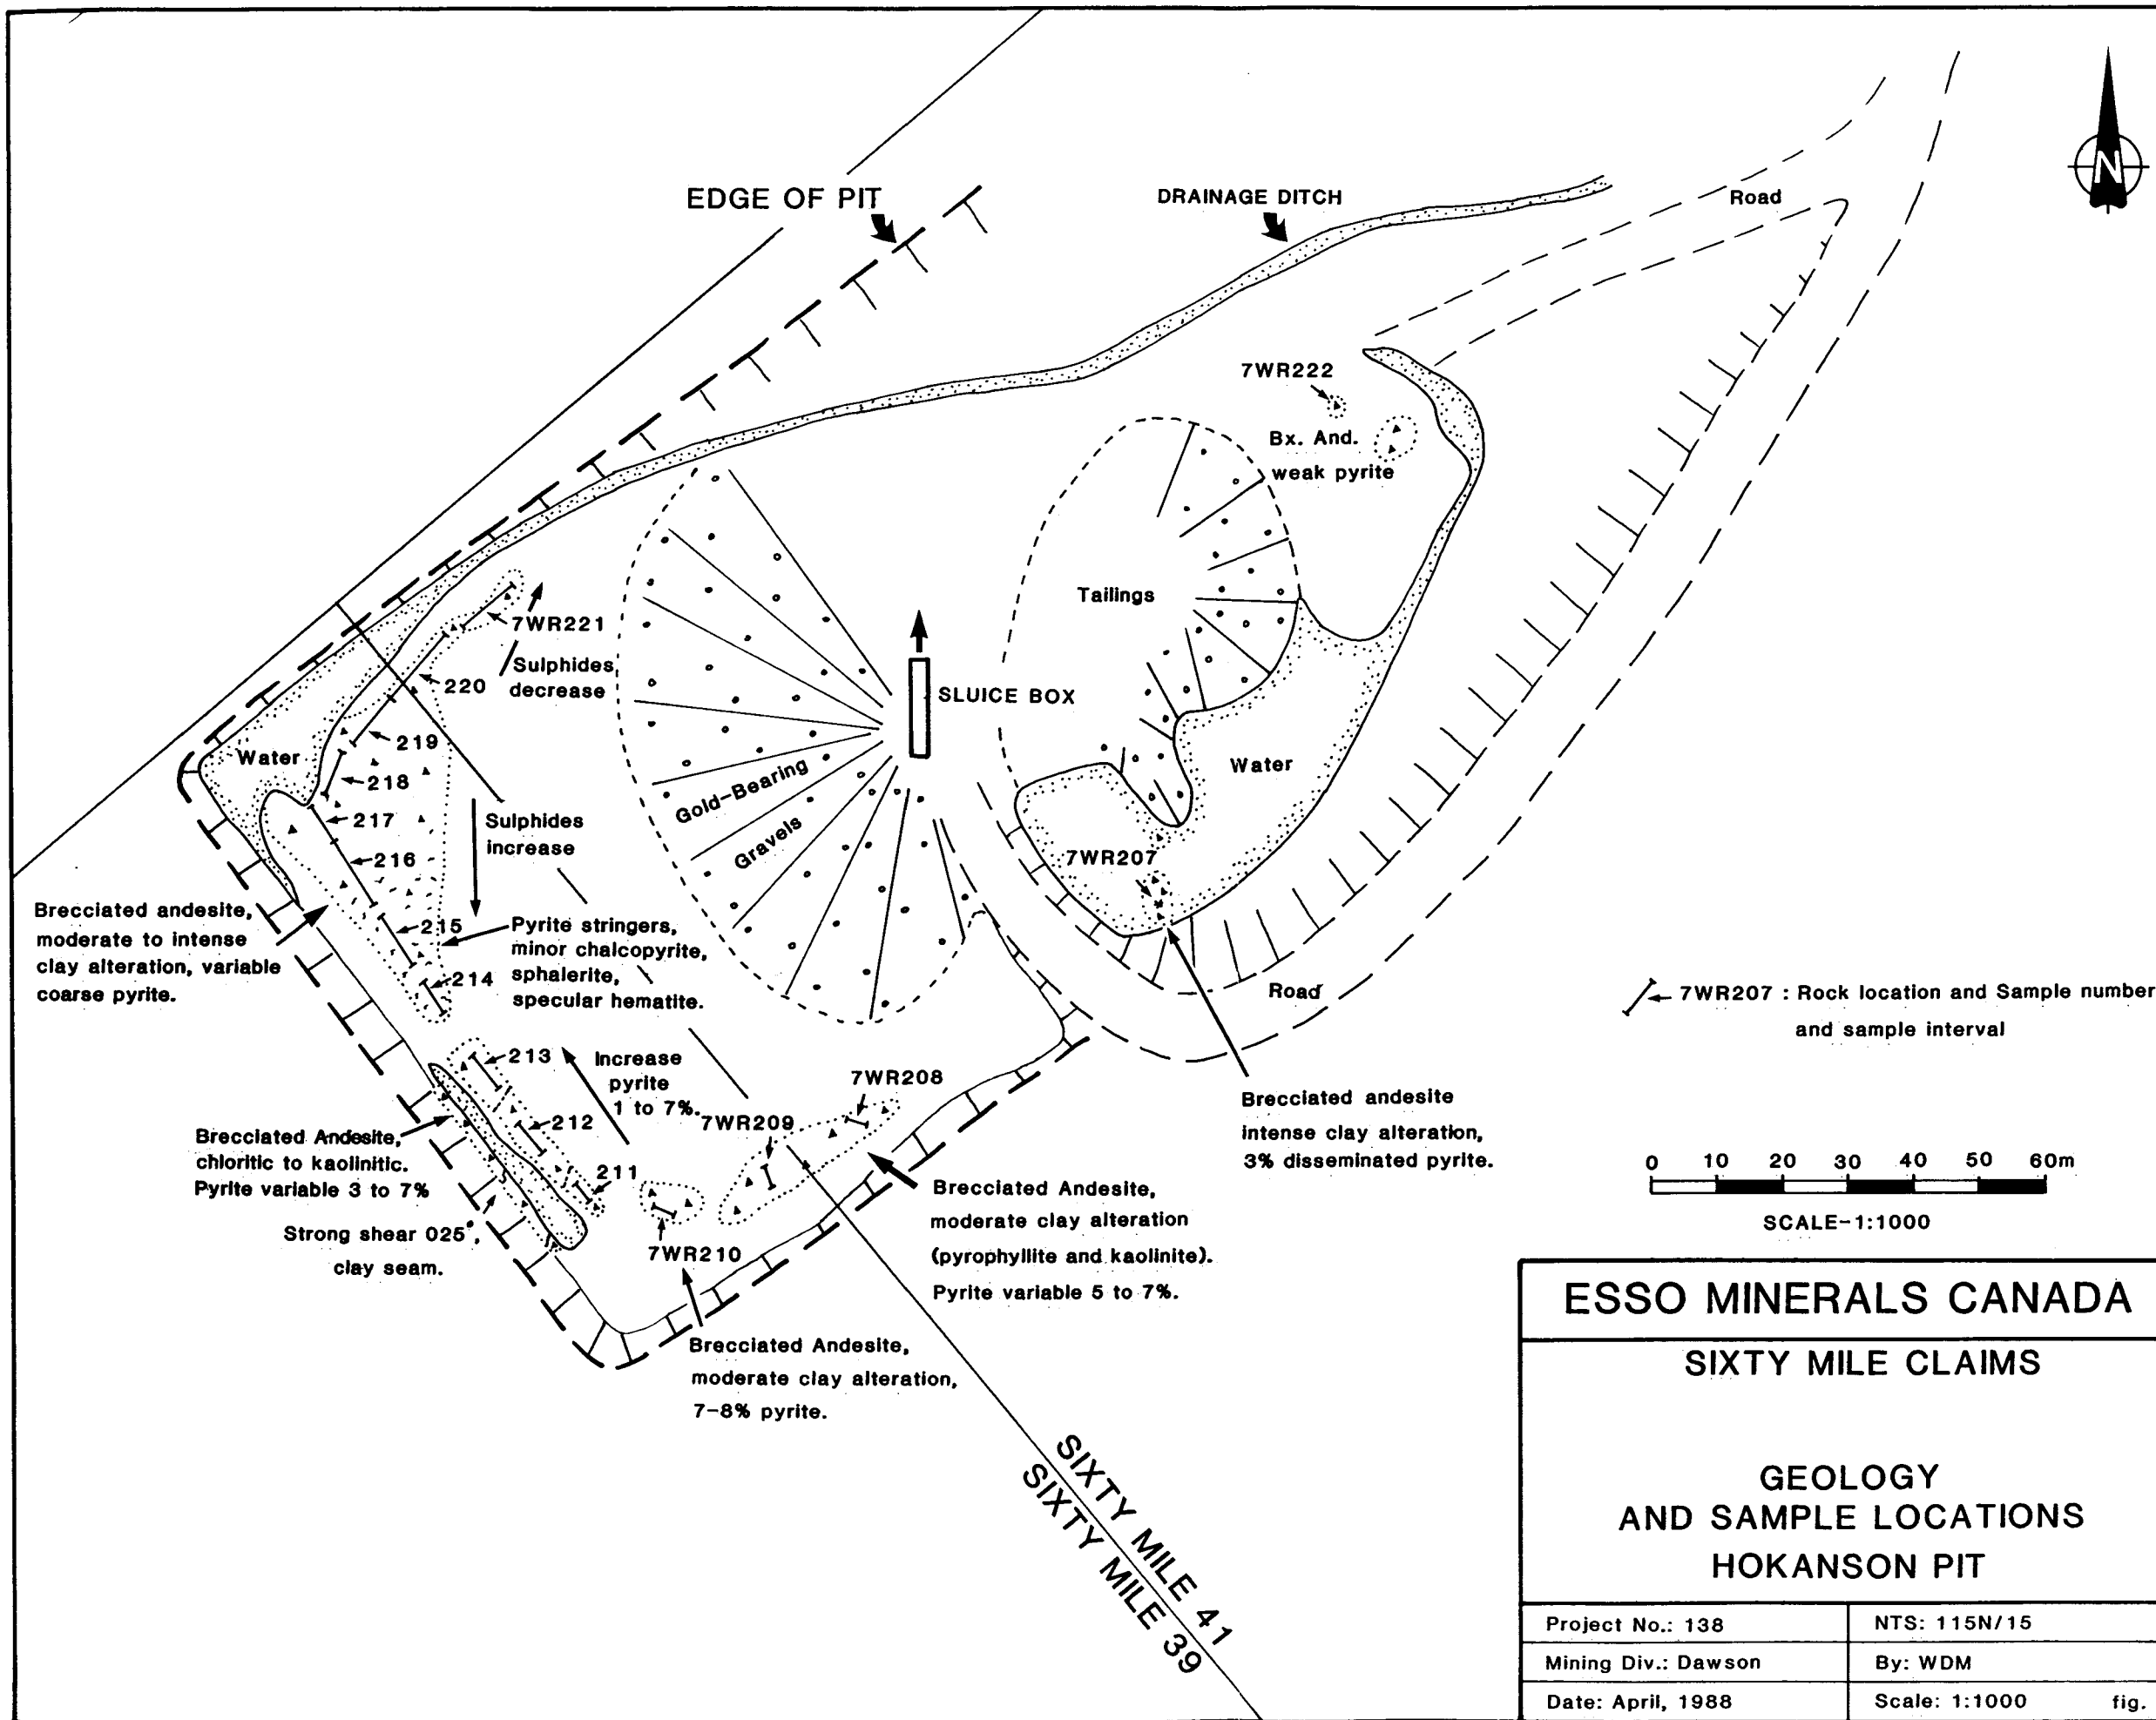 EDGE OF PIT
DRAINAGE DITCH
Road
N
7WR222
Bx. And.
weak pyrite
Tailings
7WR221
Sulphides
decrease
220
219
218
217
216
215
214
Water
SLUICE BOX
Gold-Bearing
Gravels
Water
7WR207
Sulphides
increase
Brecciated andesite,
moderate to intense
clay alteration, variable
coarse pyrite.
Pyrite stringers,
minor chalcopyrite,
sphalerite,
specular hematite.
Road
7WR207 : Rock location and Sample number
and sample interval
213
212
211
Increase
pyrite
1 to 7%.
7WR208
7WR209
7WR210
Brecciated Andesite,
chloritic to kaolinitic.
Pyrite variable 3 to 7%
Strong shear 025°,
clay seam.
Brecciated andesite
intense clay alteration,
3% disseminated pyrite.
Brecciated Andesite,
moderate clay alteration
(pyrophyllite and kaolinite).
Pyrite variable 5 to 7%.
Brecciated Andesite,
moderate clay alteration,
7-8% pyrite.
0 10 20 30 40 50 60m
SCALE-1:1000
SIXTY MILE 41
SIXTY MILE 39
ESSO MINERALS CANADA
SIXTY MILE CLAIMS
GEOLOGY
AND SAMPLE LOCATIONS
HOKANSON PIT
Project No.: 138
NTS: 115N/15
Mining Div.: Dawson
By: WDM
Date: April, 1988
Scale: 1:1000
fig.